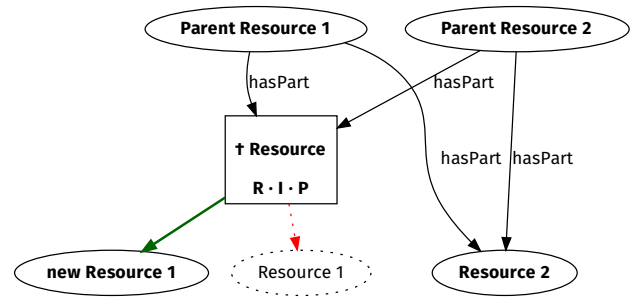 Parent Resource 1
Parent Resource 2
hasPart
hasPart
✝ Resource
R · I · P
hasPart
hasPart
new Resource 1
Resource 1
Resource 2